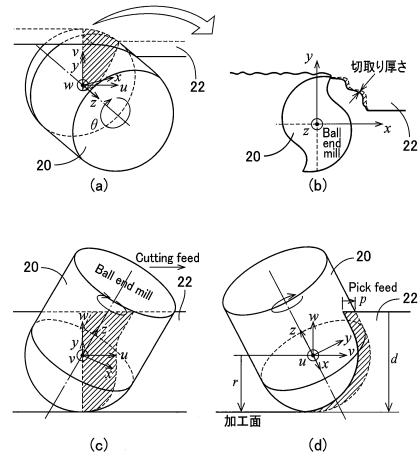 v
y
w
x
u
z
θ
20
22
(a)
y
切取り厚さ
z
x
20
Ball
end
mill
22
(b)
20
Ball end mill
Cutting feed
22
w
z
y
v
u
x
(c)
20
Pick feed
p
22
w
z
y
u
v
x
r
d
加工面
(d)